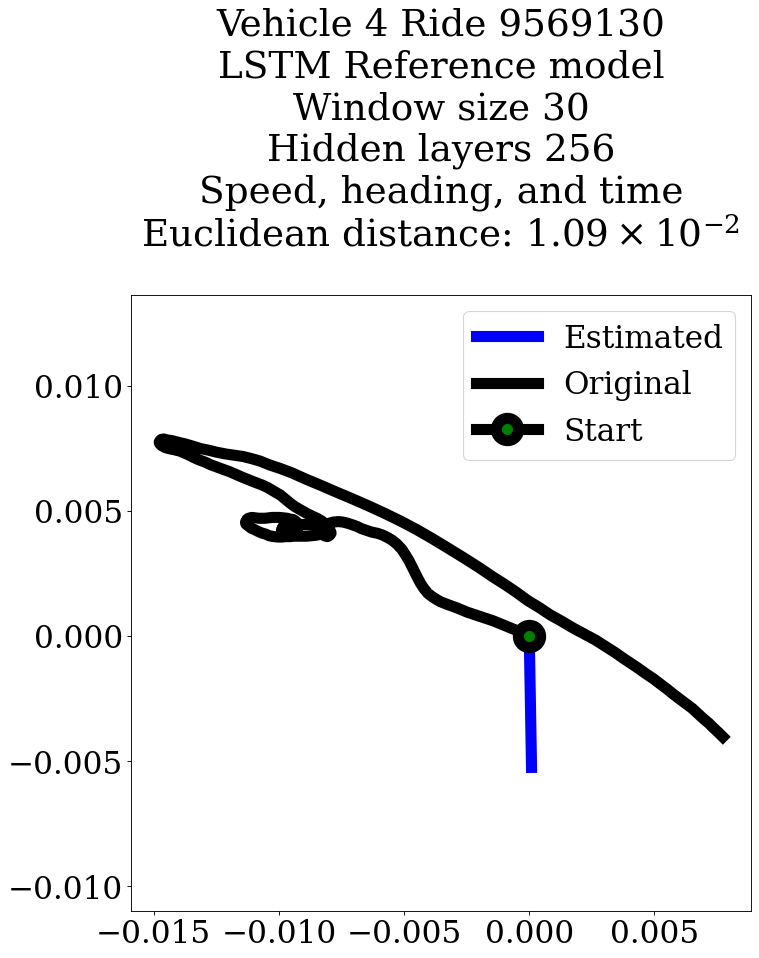 Vehicle 4 Ride 9569130
LSTM Reference model
Window size 30
Hidden layers 256
Speed, heading, and time
Euclidean distance: 1.09 × 10⁻²
Estimated
Original
Start
0.010
0.005
0.000
−0.005
−0.010
−0.015 −0.010 −0.005 0.000 0.005